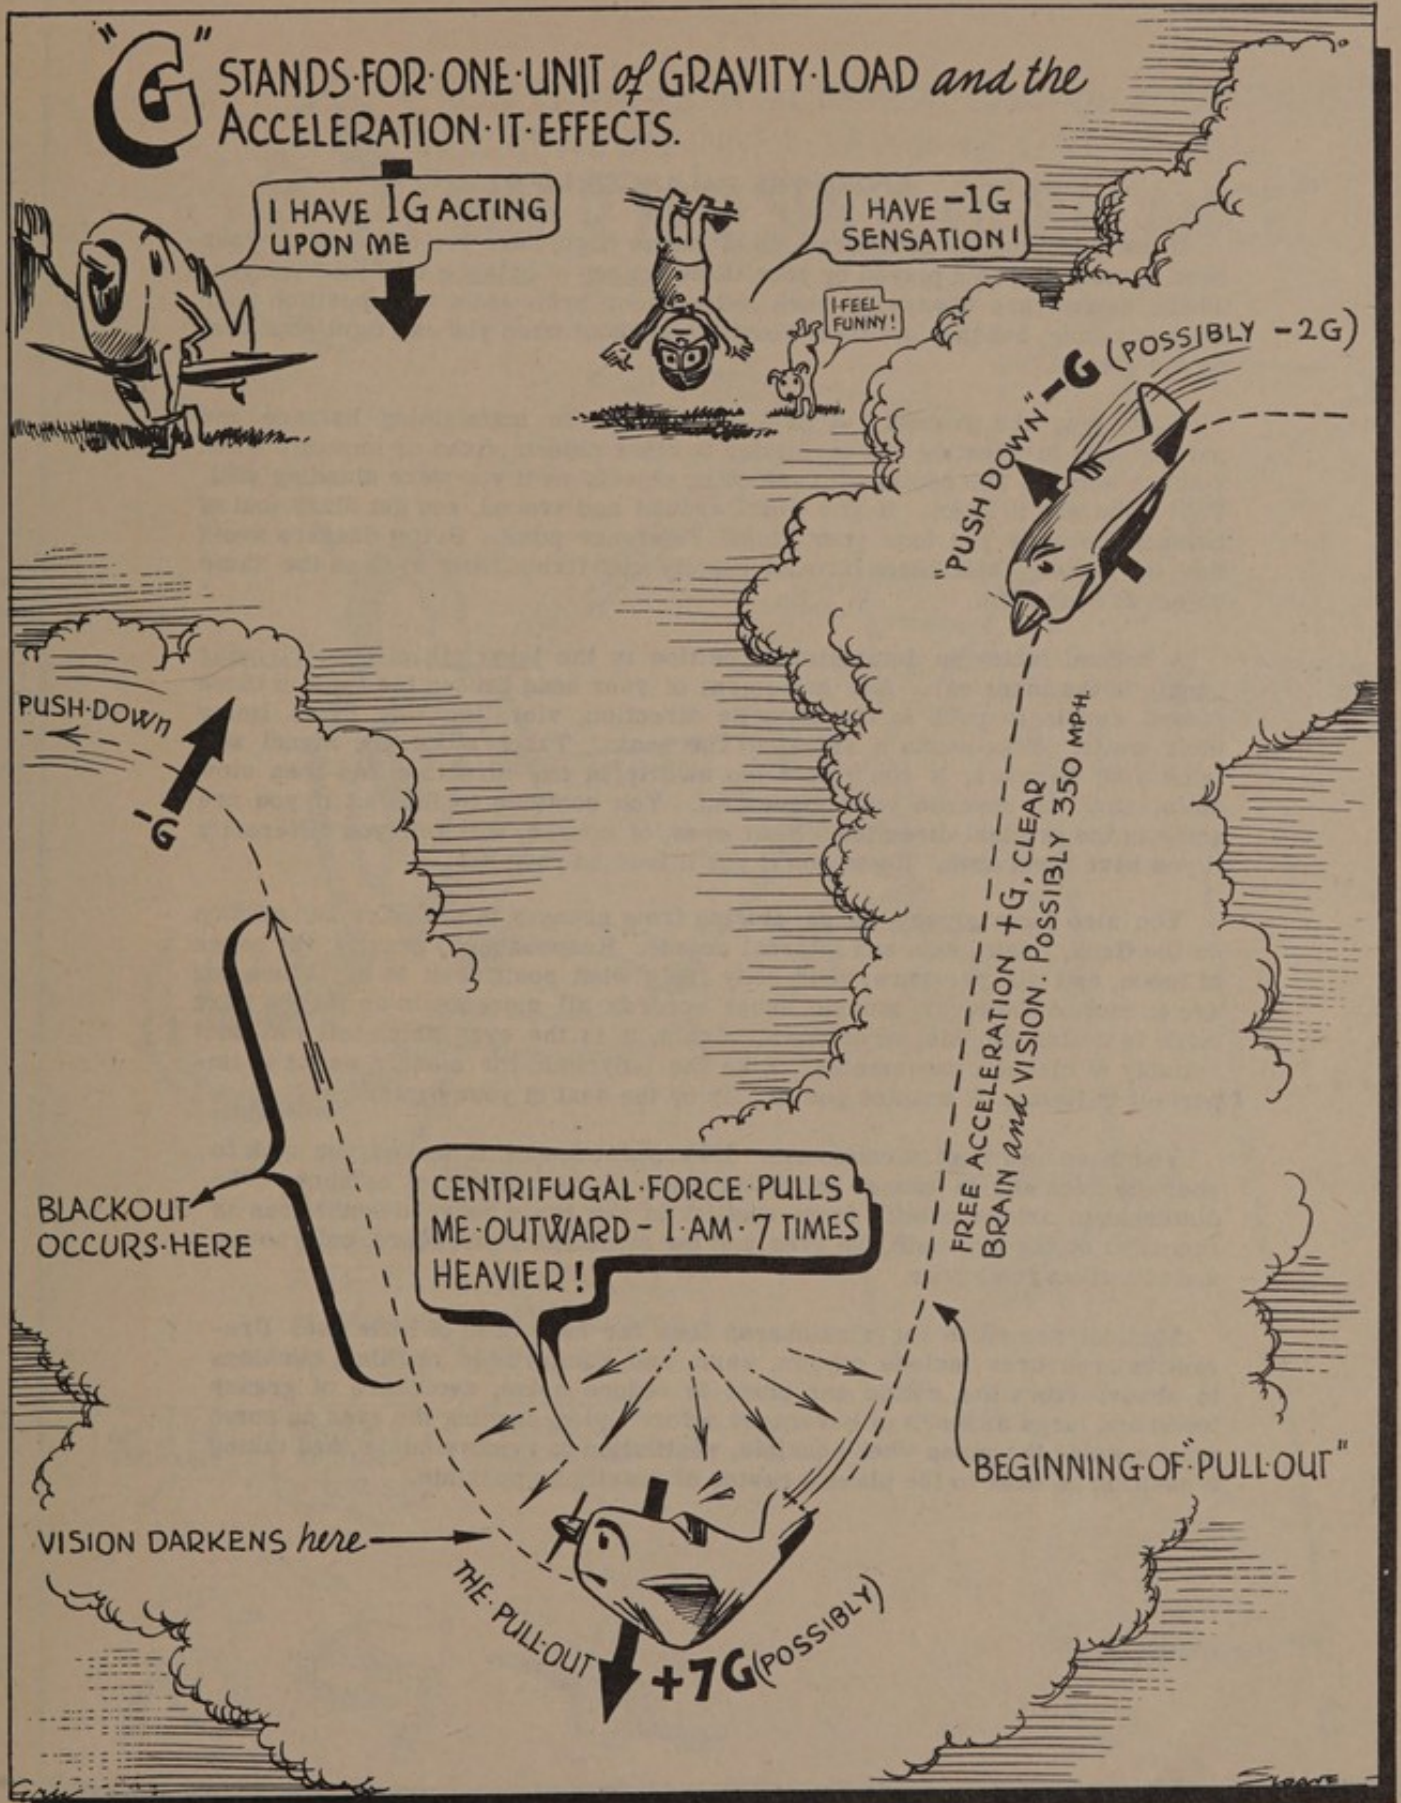 "G" STANDS·FOR·ONE·UNIT of GRAVITY·LOAD and the
ACCELERATION·IT·EFFECTS.
I HAVE 1G ACTING
UPON ME
I HAVE -1G
SENSATION!
I·FEEL
FUNNY!
"PUSH DOWN" -G (POSSIBLY -2G)
PUSH·DOWN
-G
FREE ACCELERATION +G, CLEAR
BRAIN and VISION. POSSIBLY 350 M.P.H.
BLACKOUT
OCCURS·HERE
CENTRIFUGAL·FORCE·PULLS
ME·OUTWARD - I·AM·7 TIMES
HEAVIER!
BEGINNING·OF·"PULL·OUT"
VISION DARKENS here
THE·PULL·OUT
+7G (POSSIBLY)
Eric Sloane